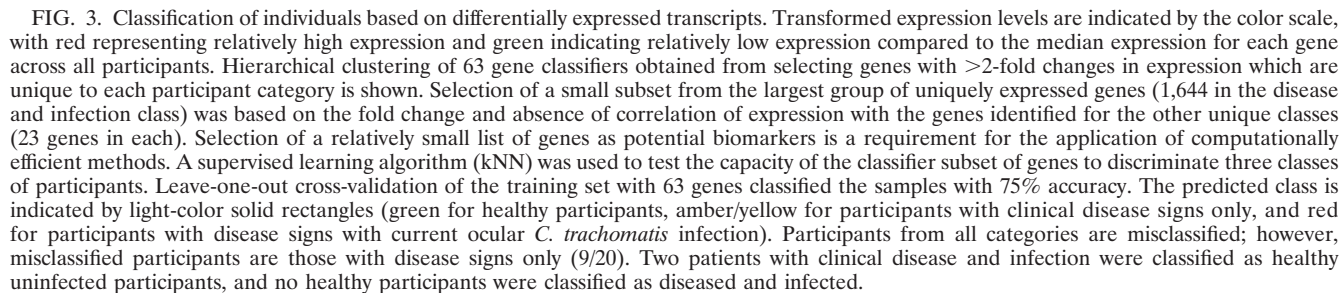 FIG. 3. Classification of individuals based on differentially expressed transcripts. Transformed expression levels are indicated by the color scale,
with red representing relatively high expression and green indicating relatively low expression compared to the median expression for each gene
across all participants. Hierarchical clustering of 63 gene classifiers obtained from selecting genes with >2-fold changes in expression which are
unique to each participant category is shown. Selection of a small subset from the largest group of uniquely expressed genes (1,644 in the disease
and infection class) was based on the fold change and absence of correlation of expression with the genes identified for the other unique classes
(23 genes in each). Selection of a relatively small list of genes as potential biomarkers is a requirement for the application of computationally
efficient methods. A supervised learning algorithm (kNN) was used to test the capacity of the classifier subset of genes to discriminate three classes
of participants. Leave-one-out cross-validation of the training set with 63 genes classified the samples with 75% accuracy. The predicted class is
indicated by light-color solid rectangles (green for healthy participants, amber/yellow for participants with clinical disease signs only, and red
for participants with disease signs with current ocular C. trachomatis infection). Participants from all categories are misclassified; however,
misclassified participants are those with disease signs only (9/20). Two patients with clinical disease and infection were classified as healthy
uninfected participants, and no healthy participants were classified as diseased and infected.